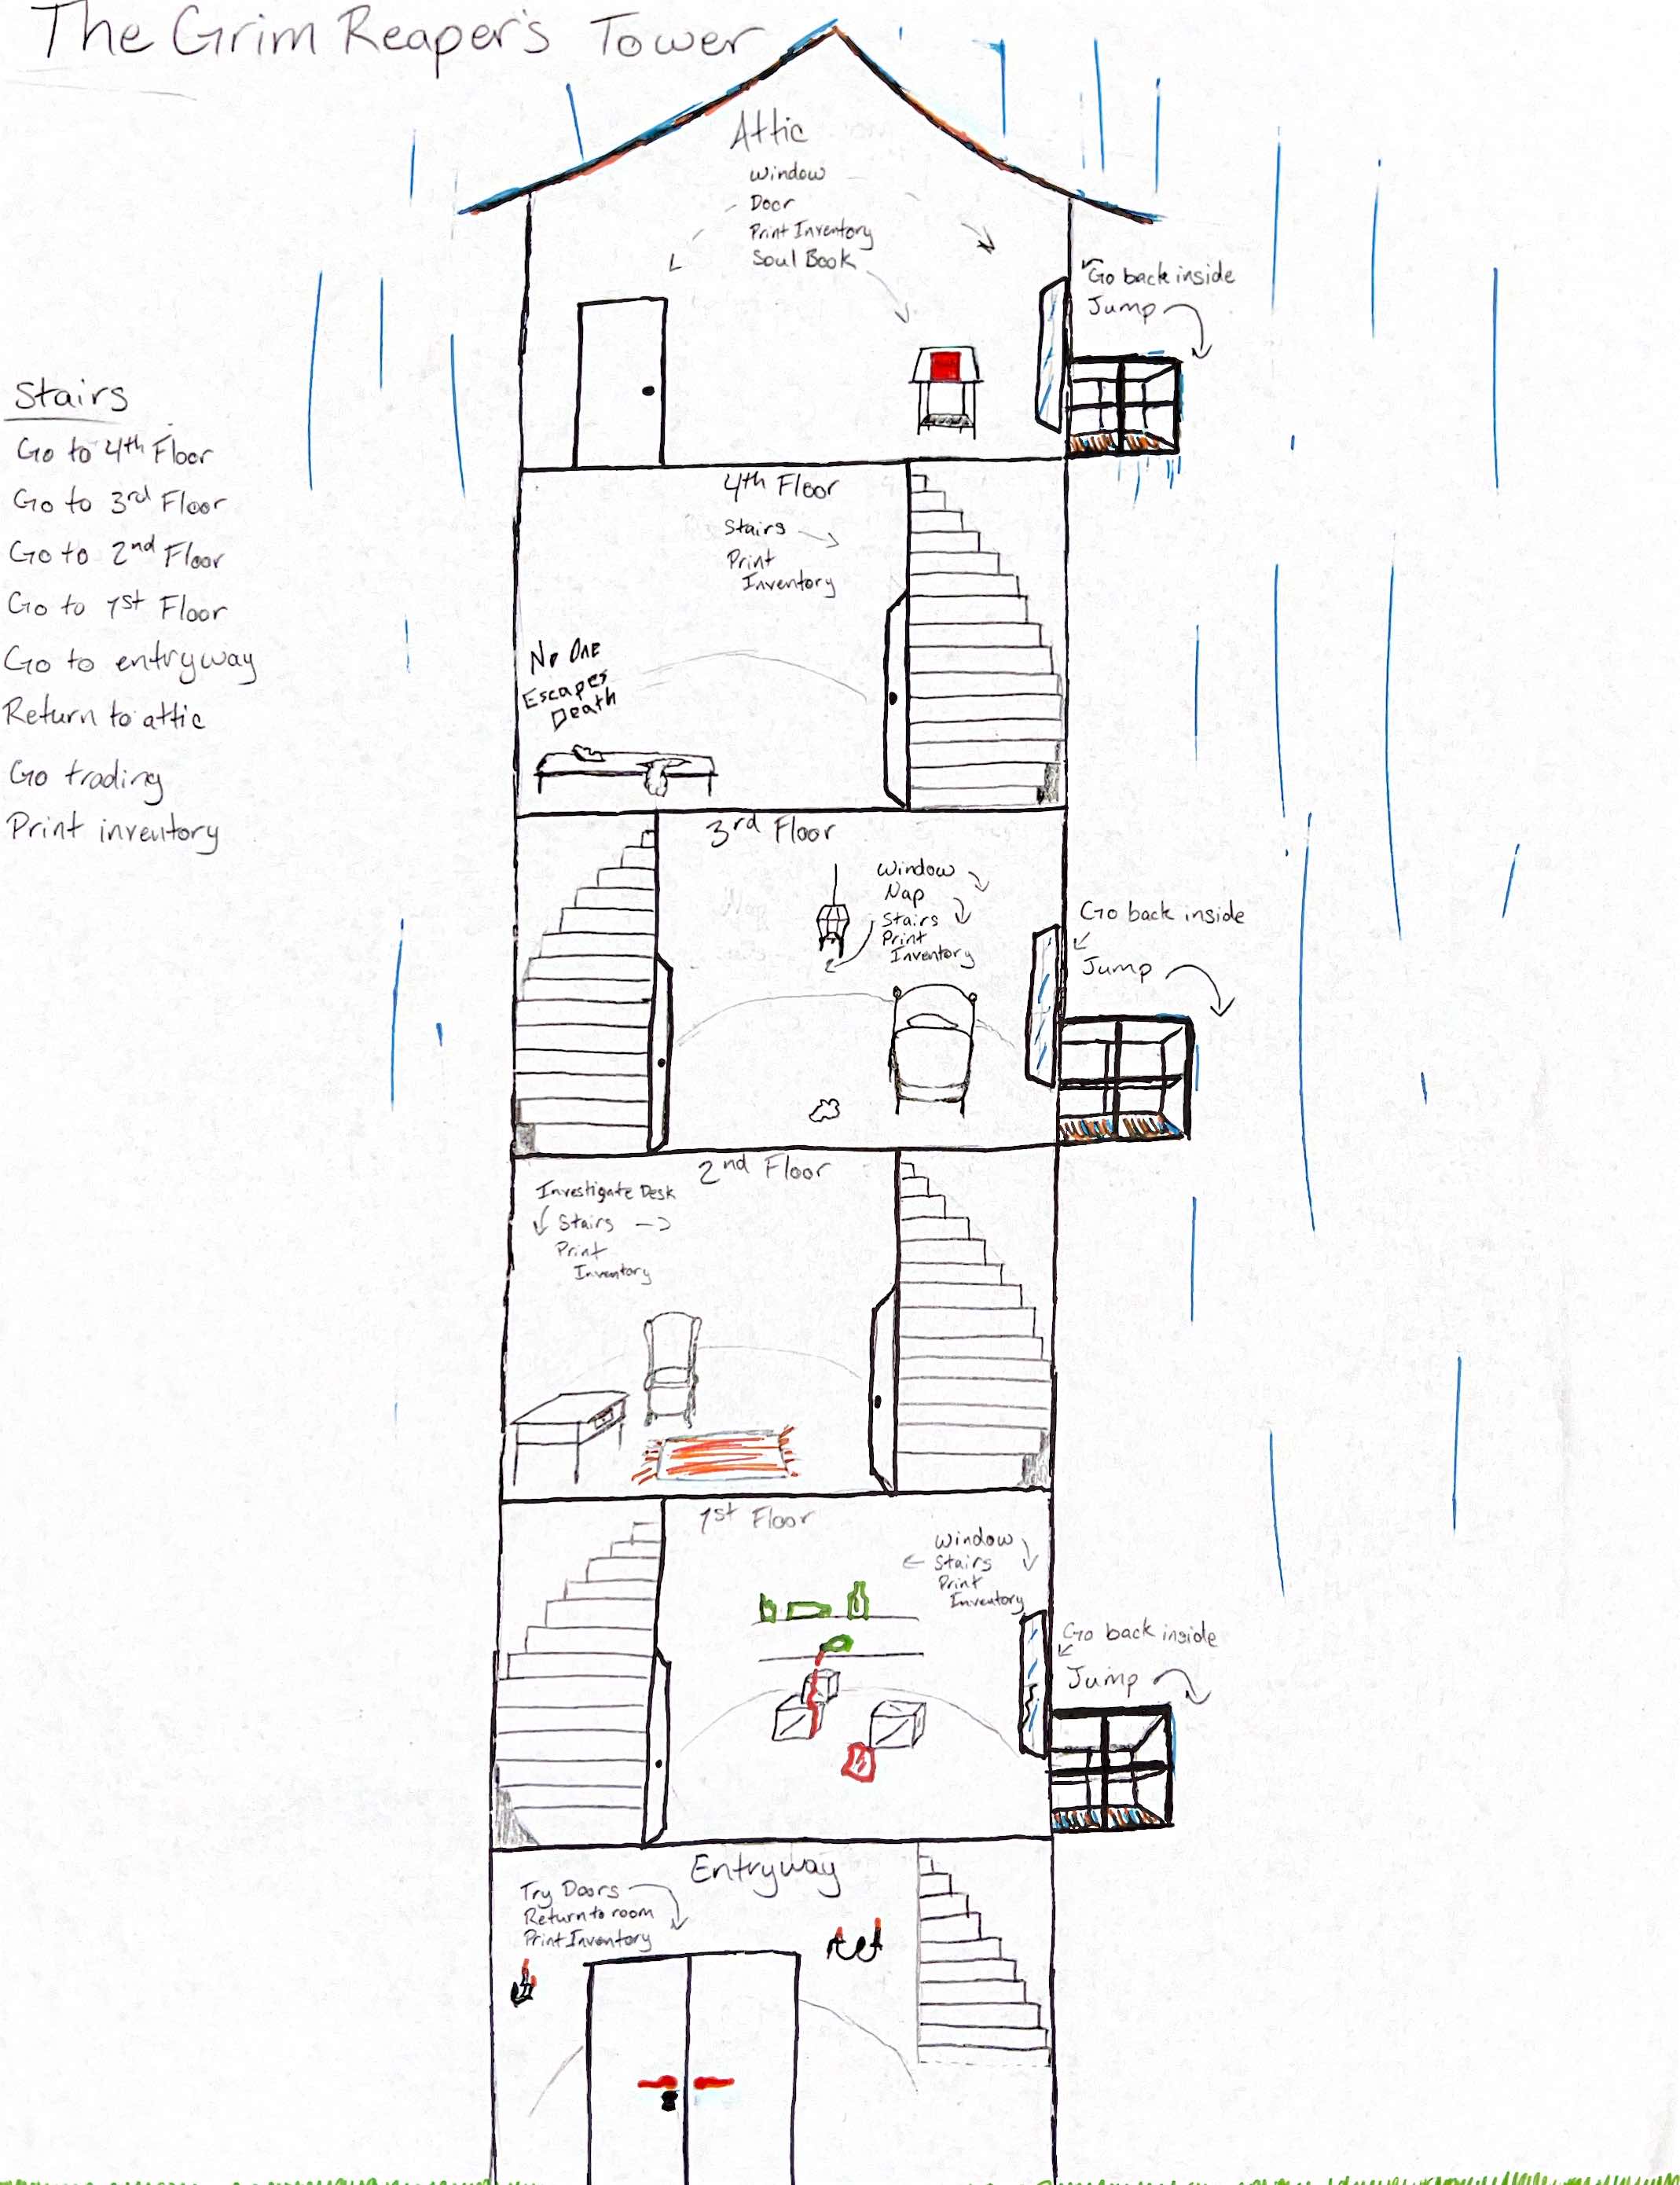 The Grim Reaper's Tower
Attic
Window
Door
Print Inventory
Soul Book
Go back inside
Jump
Stairs
Go to 4th Floor
Go to 3rd Floor
Go to 2nd Floor
Go to 1st Floor
Go to entryway
Return to attic
Go trading
Print inventory
4th Floor
Stairs
Print
Inventory
No One
Escapes
Death
3rd Floor
Window
Nap
Stairs
Print
Inventory
Go back inside
Jump
2nd Floor
Investigate Desk
Stairs
Print
Inventory
1st Floor
Window
Stairs
Print
Inventory
Go back inside
Jump
Entryway
Try Doors
Return to room
Print Inventory